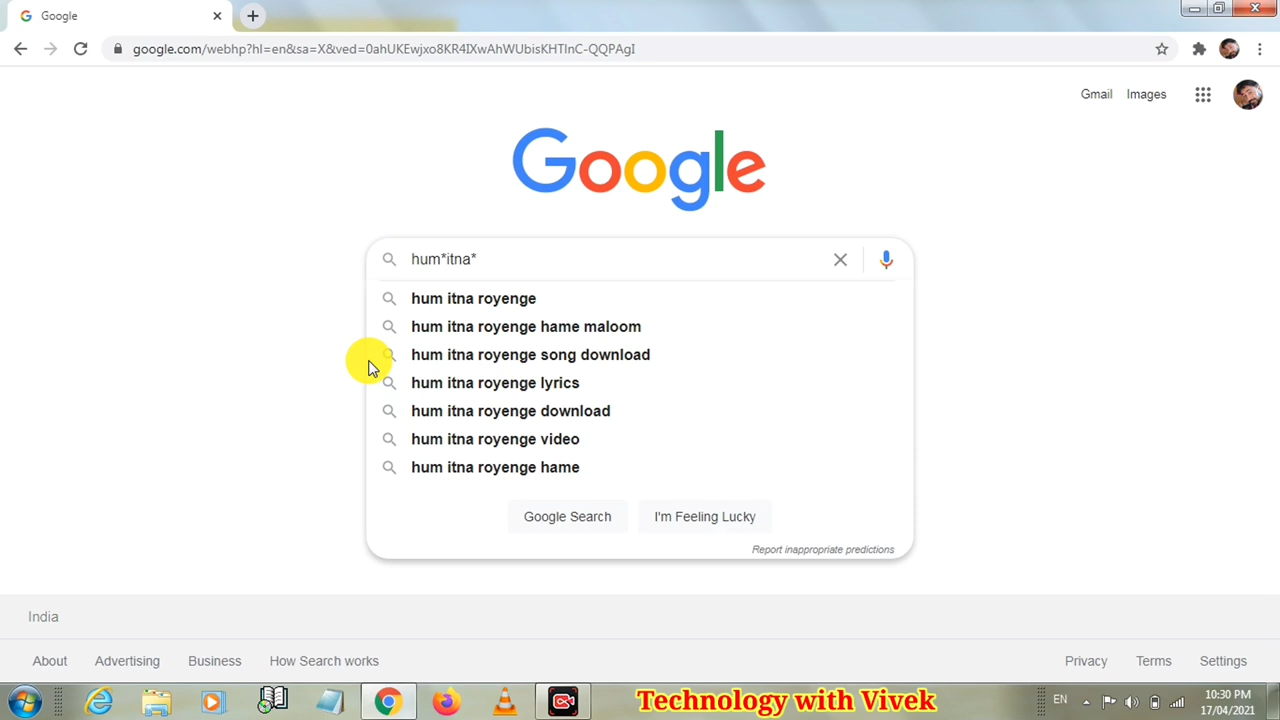 Google
google.com/webhp?hl=en&sa=X&ved=0ahUKEwjxo8KR4IXwAhWUbisKHTlnC-QQPAgI
Gmail Images
Google
hum*itna*
hum itna royenge
hum itna royenge hame maloom
hum itna royenge song download
hum itna royenge lyrics
hum itna royenge download
hum itna royenge video
hum itna royenge hame
Google Search I'm Feeling Lucky
Report inappropriate predictions
India
About Advertising Business How Search works Privacy Terms Settings
Technology with Vivek
EN
10:30 PM
17/04/2021